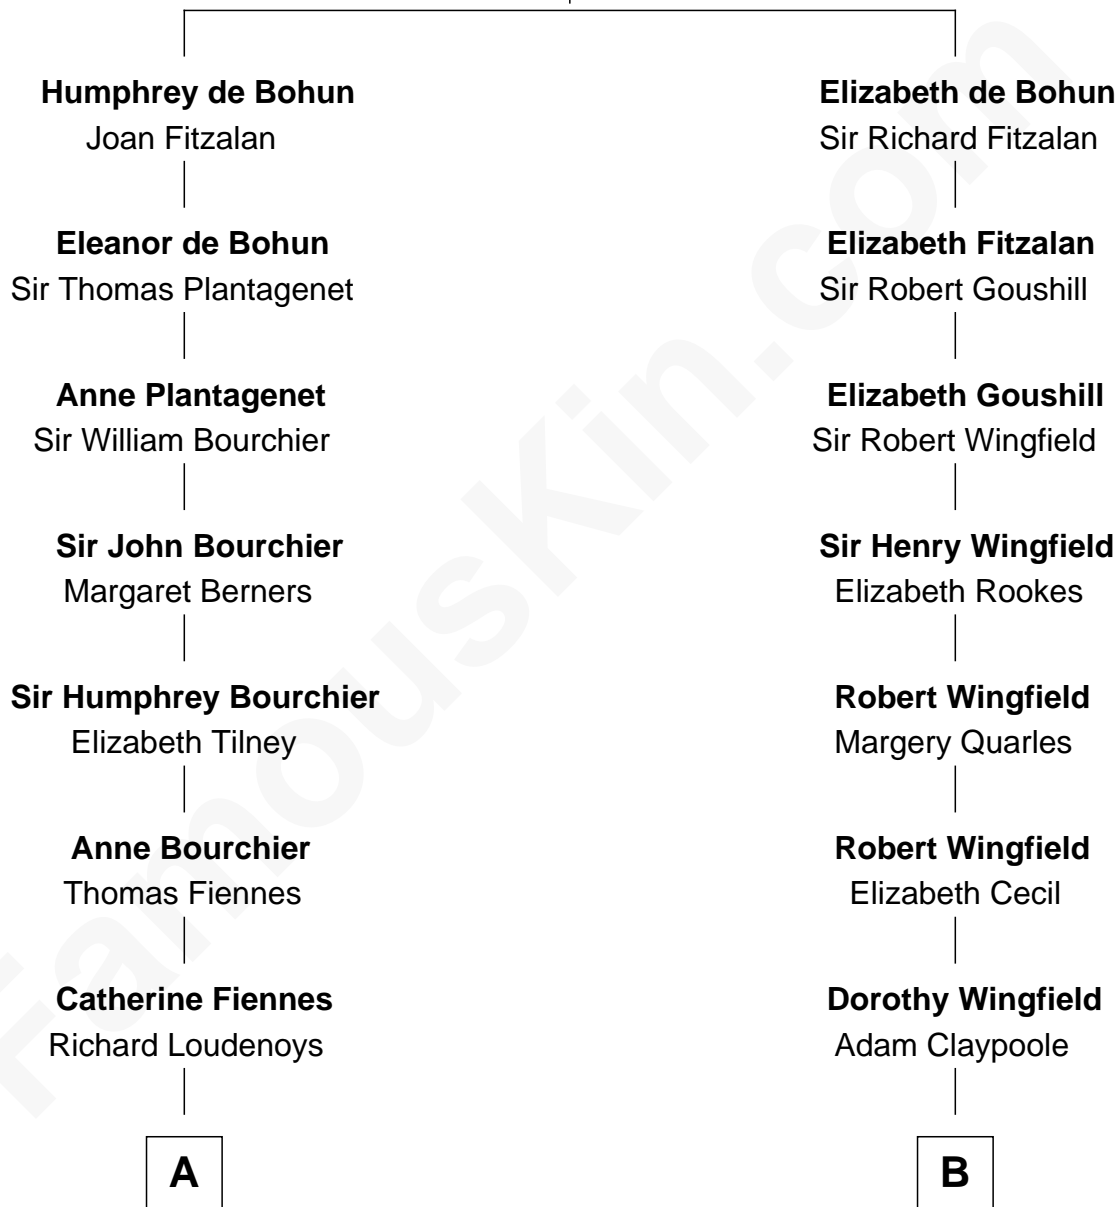 Humphrey de Bohun
Joan Fitzalan
Eleanor de Bohun
Sir Thomas Plantagenet
Anne Plantagenet
Sir William Bourchier
Sir John Bourchier
Margaret Berners
Sir Humphrey Bourchier
Elizabeth Tilney
Anne Bourchier
Thomas Fiennes
Catherine Fiennes
Richard Loudenoys
A
Elizabeth de Bohun
Sir Richard Fitzalan
Elizabeth Fitzalan
Sir Robert Goushill
Elizabeth Goushill
Sir Robert Wingfield
Sir Henry Wingfield
Elizabeth Rookes
Robert Wingfield
Margery Quarles
Robert Wingfield
Elizabeth Cecil
Dorothy Wingfield
Adam Claypoole
B
FamousKin.com